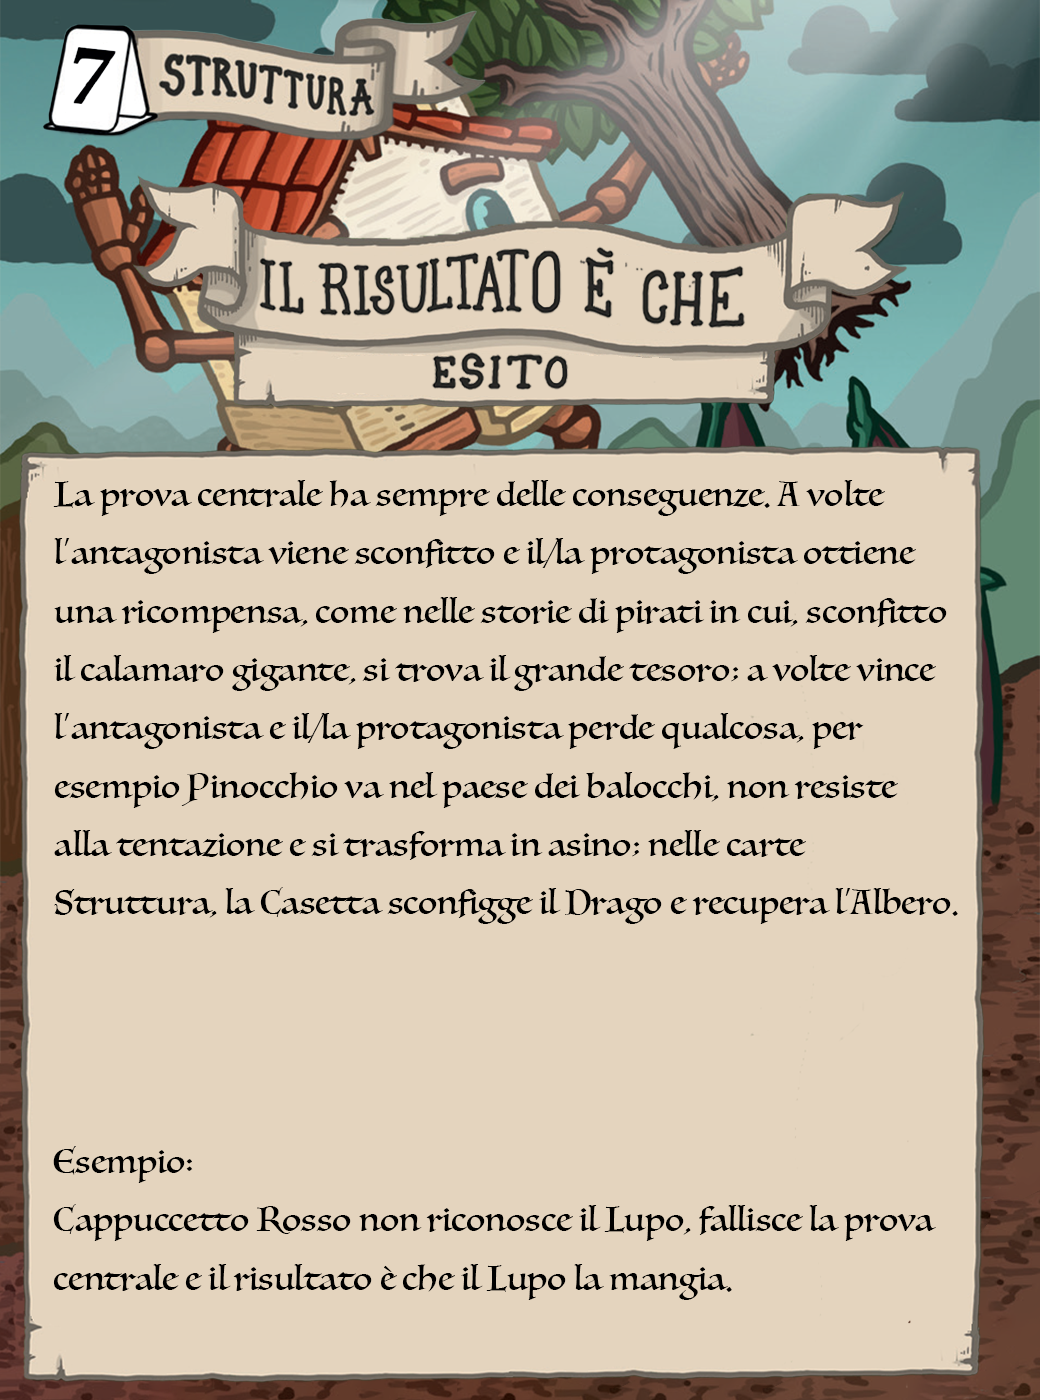 7
STRUTTURA
IL RISULTATO È CHE
ESITO
La prova centrale ha sempre delle conseguenze. A volte
l'antagonista viene sconfitto e il/la protagonista ottiene
una ricompensa, come nelle storie di pirati in cui, sconfitto
il calamaro gigante, si trova il grande tesoro; a volte vince
l'antagonista e il/la protagonista perde qualcosa, per
esempio Pinocchio va nel paese dei balocchi, non resiste
alla tentazione e si trasforma in asino; nelle carte
Struttura, la Casetta sconfigge il Drago e recupera l'Albero.
Esempio:
Cappuccetto Rosso non riconosce il Lupo, fallisce la prova
centrale e il risultato è che il Lupo la mangia.